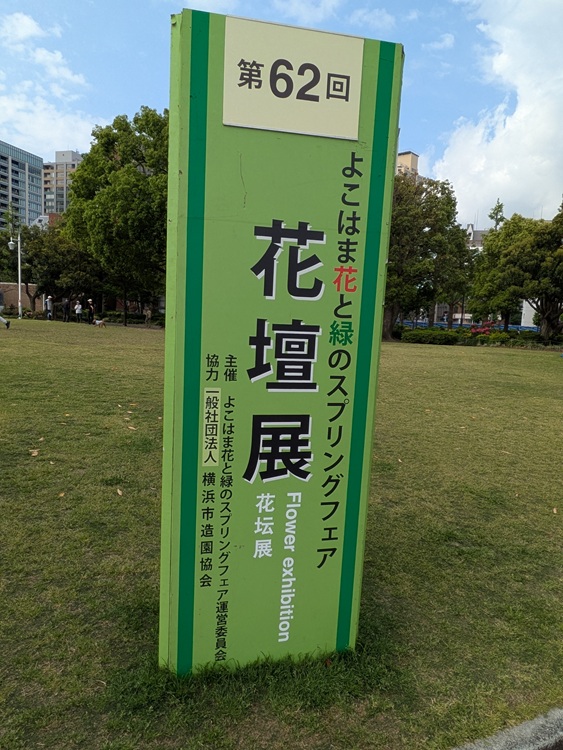 第62回
よこはま花と緑のスプリングフェア
花壇展
Flower exhibition
花坛展
主催 よこはま花と緑のスプリングフェア運営委員会
協力 一般社団法人 横浜市造園協会